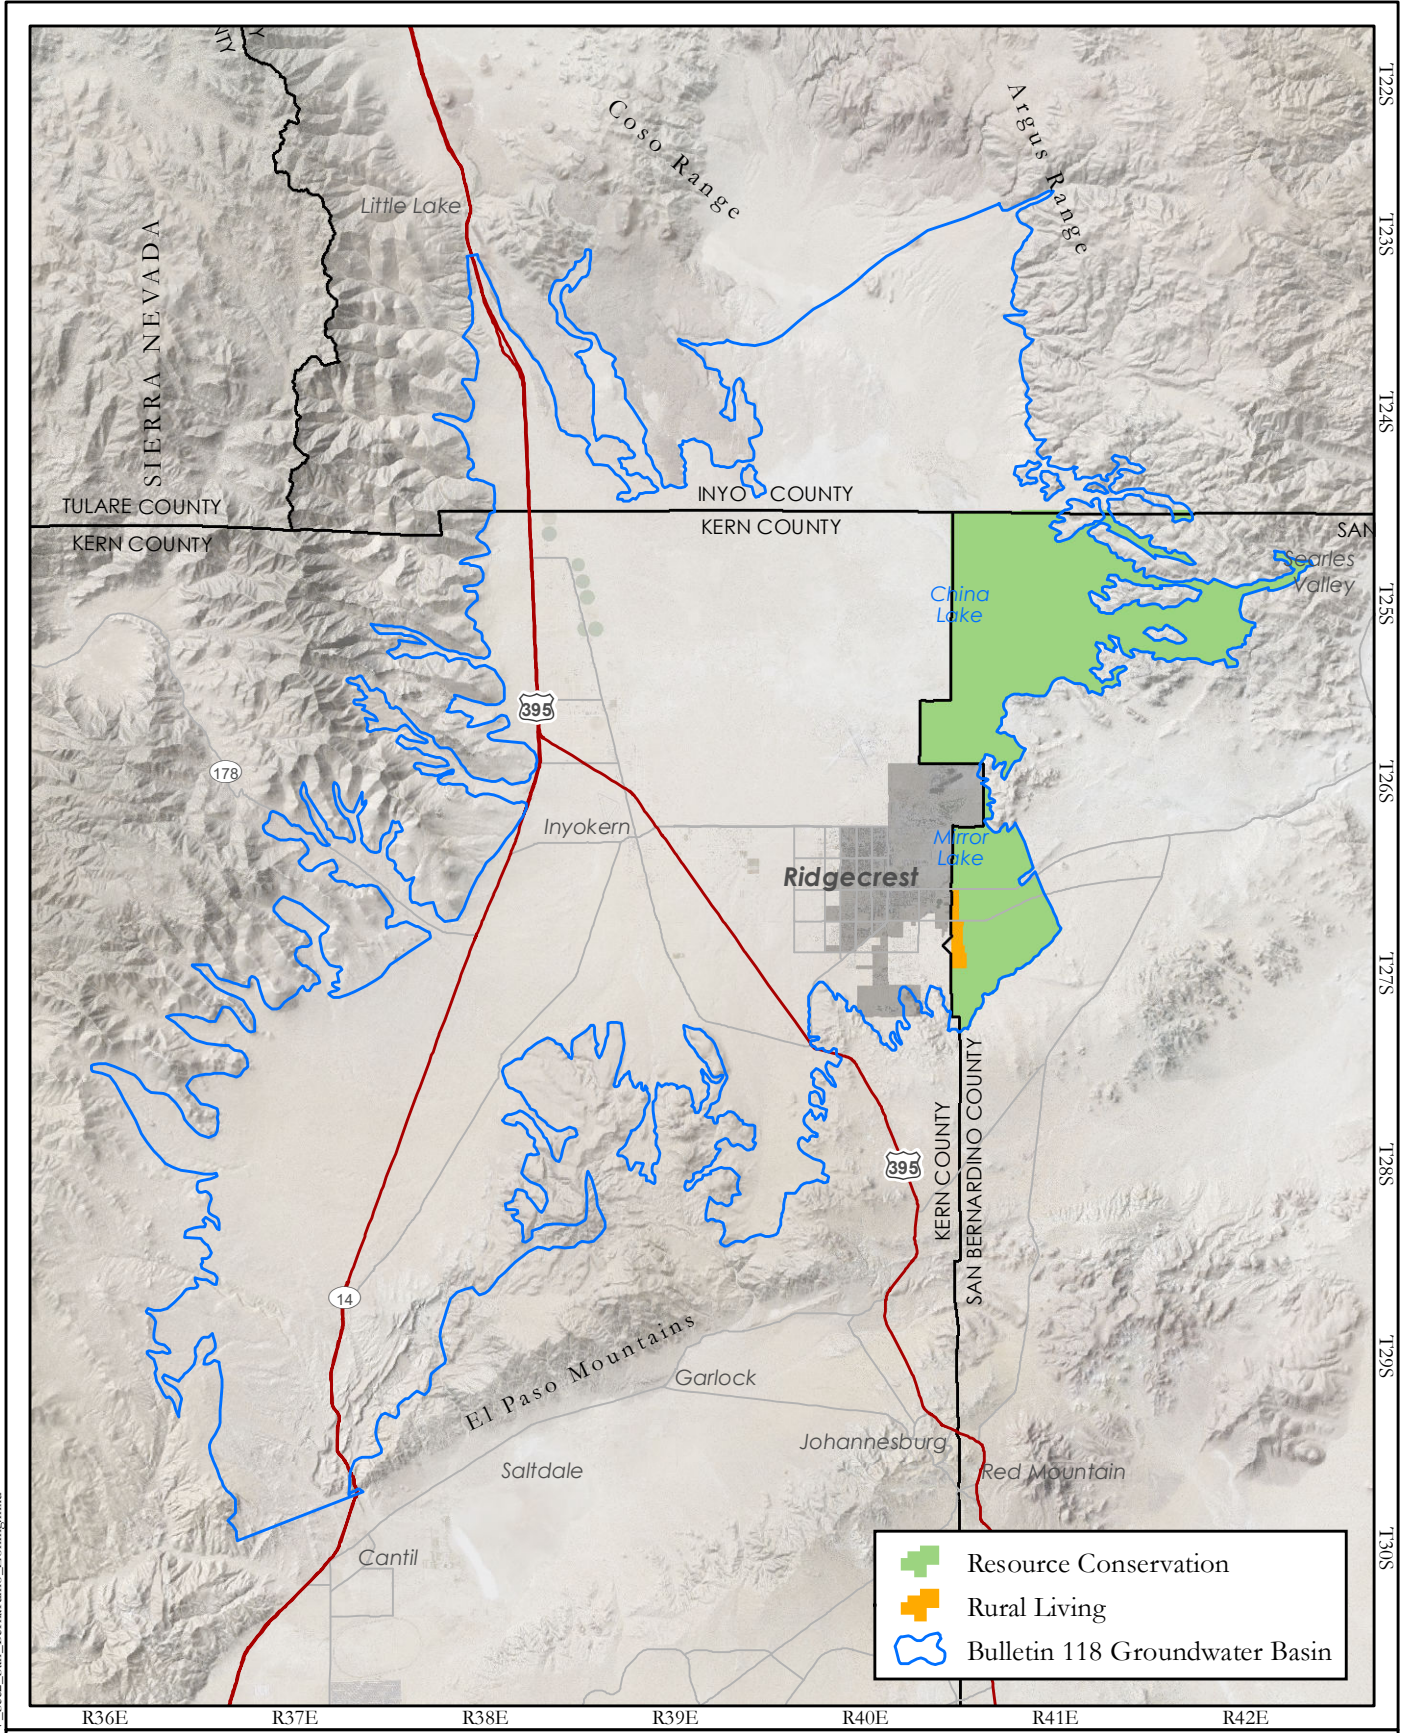 T22S
Coso Range
Argus Range
Little Lake
T23S
SIERRA NEVADA
T24S
TULARE COUNTY
INYO COUNTY
KERN COUNTY
KERN COUNTY
SAN
Searles
Valley
China
Lake
T25S
395
178
T26S
Inyokern
Mirror
Lake
Ridgecrest
T27S
KERN COUNTY
SAN BERNARDINO COUNTY
395
T28S
14
El Paso Mountains
T29S
Garlock
Johannesburg
Saltdale
Red Mountain
Cantil
T30S
Resource Conservation
Rural Living
Bulletin 118 Groundwater Basin
R36E
R37E
R38E
R39E
R40E
R41E
R42E